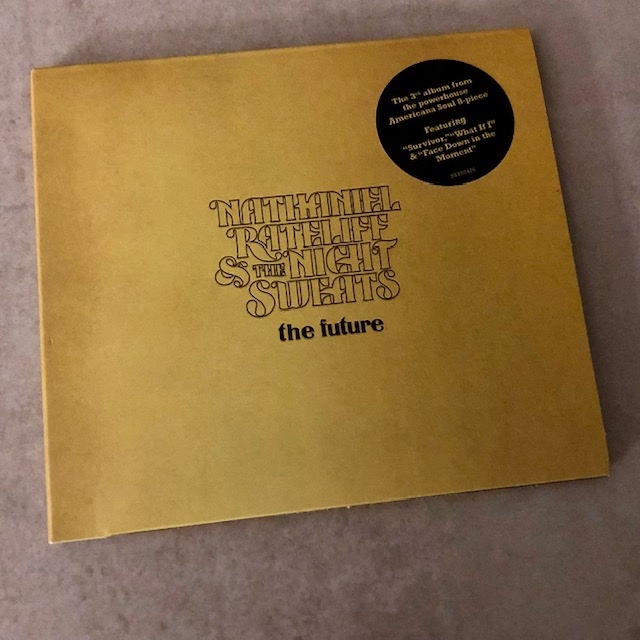 The 3rd album from
the powerhouse
Americana Soul 8-piece
Featuring
"Survivor," "What If I"
& "Face Down in the
Moment"
NATHANIEL
RATELIFF
& THE NIGHT
SWEATS
the future